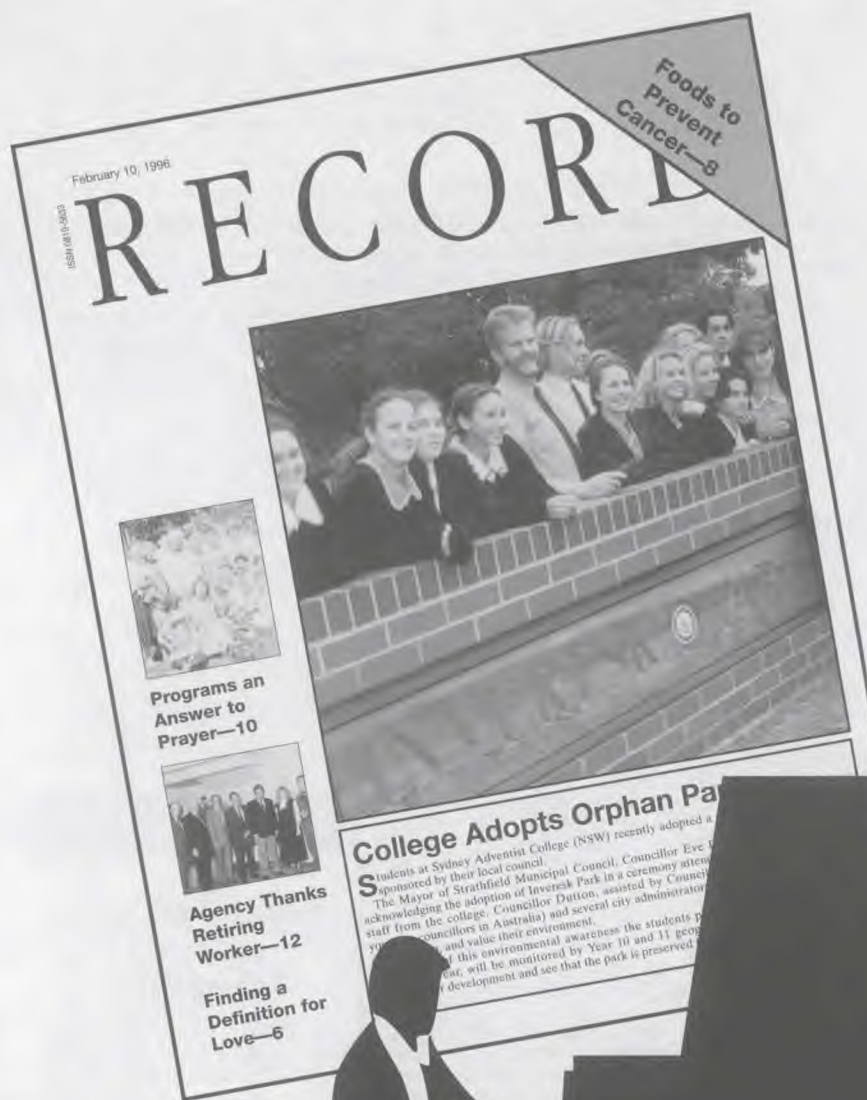 Foods to
Prevent
Cancer—8
February 10, 1996
ISSN 0819-5633
RECORD
Programs an
Answer to
Prayer—10
Agency Thanks
Retiring
Worker—12
Finding a
Definition for
Love—6
College Adopts Orphan Pa
Students at Sydney Adventist College (NSW) recently adopted a
sponsored by their local council.
The Mayor of Strathfield Municipal Council, Councillor Eve
acknowledging the adoption of Inveresk Park in a ceremony
staff from the college. Councillor Dutton, assisted by
councillors in Australia) and several city
and value their environment.
of this environmental awareness the students
will be monitored by Year 10 and 11
development and see that the park is preserved